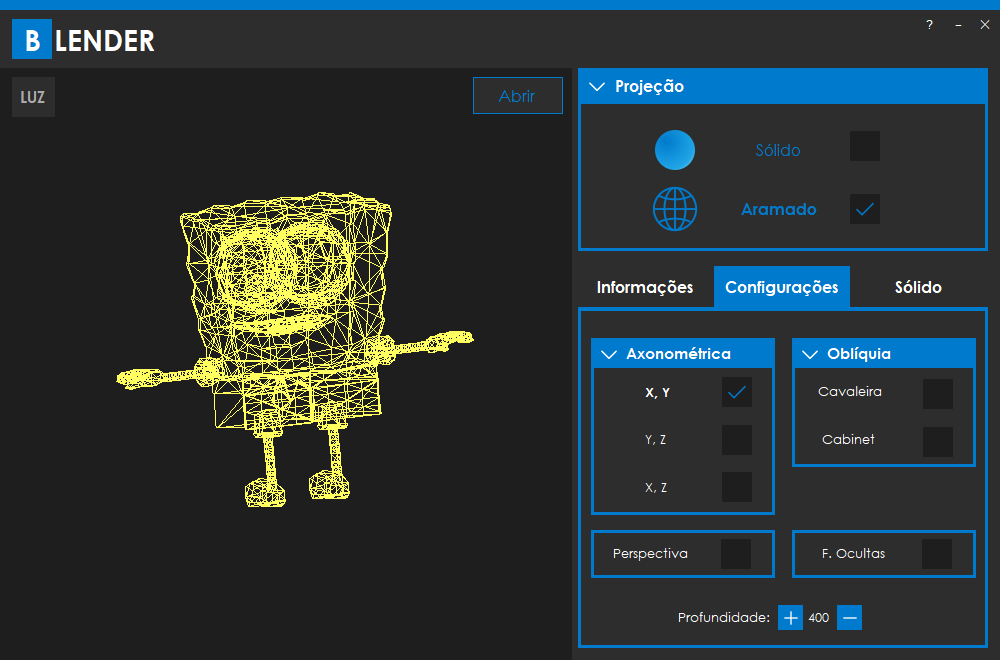 B LENDER
? – ×
LUZ
Abrir
Projeção
Sólido
Aramado
Informações Configurações Sólido
Axonométrica
X, Y
Y, Z
X, Z
Oblíquia
Cavaleira
Cabinet
Perspectiva
F. Ocultas
Profundidade: + 400 –